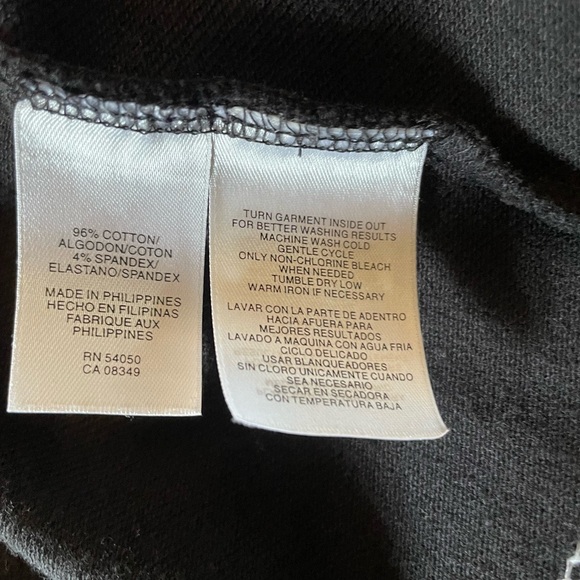 96% COTTON/
ALGODON/COTON
4% SPANDEX/
ELASTANO/SPANDEX
MADE IN PHILIPPINES
HECHO EN FILIPINAS
FABRIQUE AUX
PHILIPPINES
RN 54050
CA 08349
TURN GARMENT INSIDE OUT
FOR BETTER WASHING RESULTS
MACHINE WASH COLD
GENTLE CYCLE
ONLY NON-CHLORINE BLEACH
WHEN NEEDED
TUMBLE DRY LOW
WARM IRON IF NECESSARY
LAVAR CON LA PARTE DE ADENTRO
HACIA AFUERA PARA
MEJORES RESULTADOS
LAVADO A MAQUINA CON AGUA FRIA
CICLO DELICADO
USAR BLANQUEADORES
SIN CLORO UNICAMENTE CUANDO
SEA NECESARIO
SECAR EN SECADORA
CON TEMPERATURA BAJA